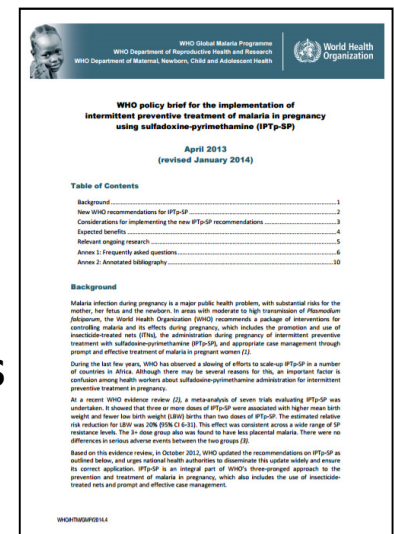 WHO Global Malaria Programme
WHO Department of Reproductive Health and Research
WHO Department of Maternal, Newborn, Child and Adolescent Health
World Health
Organization
WHO policy brief for the implementation of
intermittent preventive treatment of malaria in pregnancy
using sulfadoxine-pyrimethamine (IPTp-SP)
April 2013
(revised January 2014)
Table of Contents
Background ... 1
New WHO recommendations for IPTp-SP ... 2
Considerations for implementing the new IPTp-SP recommendations ... 3
Expected benefits ... 4
Relevant ongoing research ... 5
Annex 1: Frequently asked questions ... 6
Annex 2: Annotated bibliography ... 10
Background
Malaria infection during pregnancy is a major public health problem, with substantial risks for the
mother, her fetus and the newborn. In areas with moderate to high transmission of Plasmodium
falciparum, the World Health Organization (WHO) recommends a package of interventions for
controlling malaria and its effects during pregnancy, which includes the promotion and use of
insecticide-treated nets (ITNs), the administration during pregnancy of intermittent preventive
treatment with sulfadoxine-pyrimethamine (IPTp-SP), and appropriate case management through
prompt and effective treatment of malaria in pregnant women (1).
During the last few years, WHO has observed a slowing of efforts to scale-up IPTp-SP in a number
of countries in Africa. Although there may be several reasons for this, an important factor is
confusion among health workers about sulfadoxine-pyrimethamine administration for intermittent
preventive treatment in pregnancy.
At a recent WHO evidence review (2), a meta-analysis of seven trials evaluating IPTp-SP was
undertaken. It showed that three or more doses of IPTp-SP were associated with higher mean birth
weight and fewer low birth weight (LBW) births than two doses of IPTp-SP. The estimated relative
risk reduction for LBW was 20% (95% CI 6-31). This effect was consistent across a wide range of SP
resistance levels. The 3+ dose group also was found to have less placental malaria. There were no
differences in serious adverse events between the two groups (3).
Based on this evidence review, in October 2012, WHO updated the recommendations on IPTp-SP as
outlined below, and urges national health authorities to disseminate this update widely and ensure
its correct application. IPTp-SP is an integral part of WHO's three-pronged approach to the
prevention and treatment of malaria in pregnancy, which also includes the use of insecticide-
treated nets and prompt and effective case management.
WHO/HTM/GMP/2014.4
s